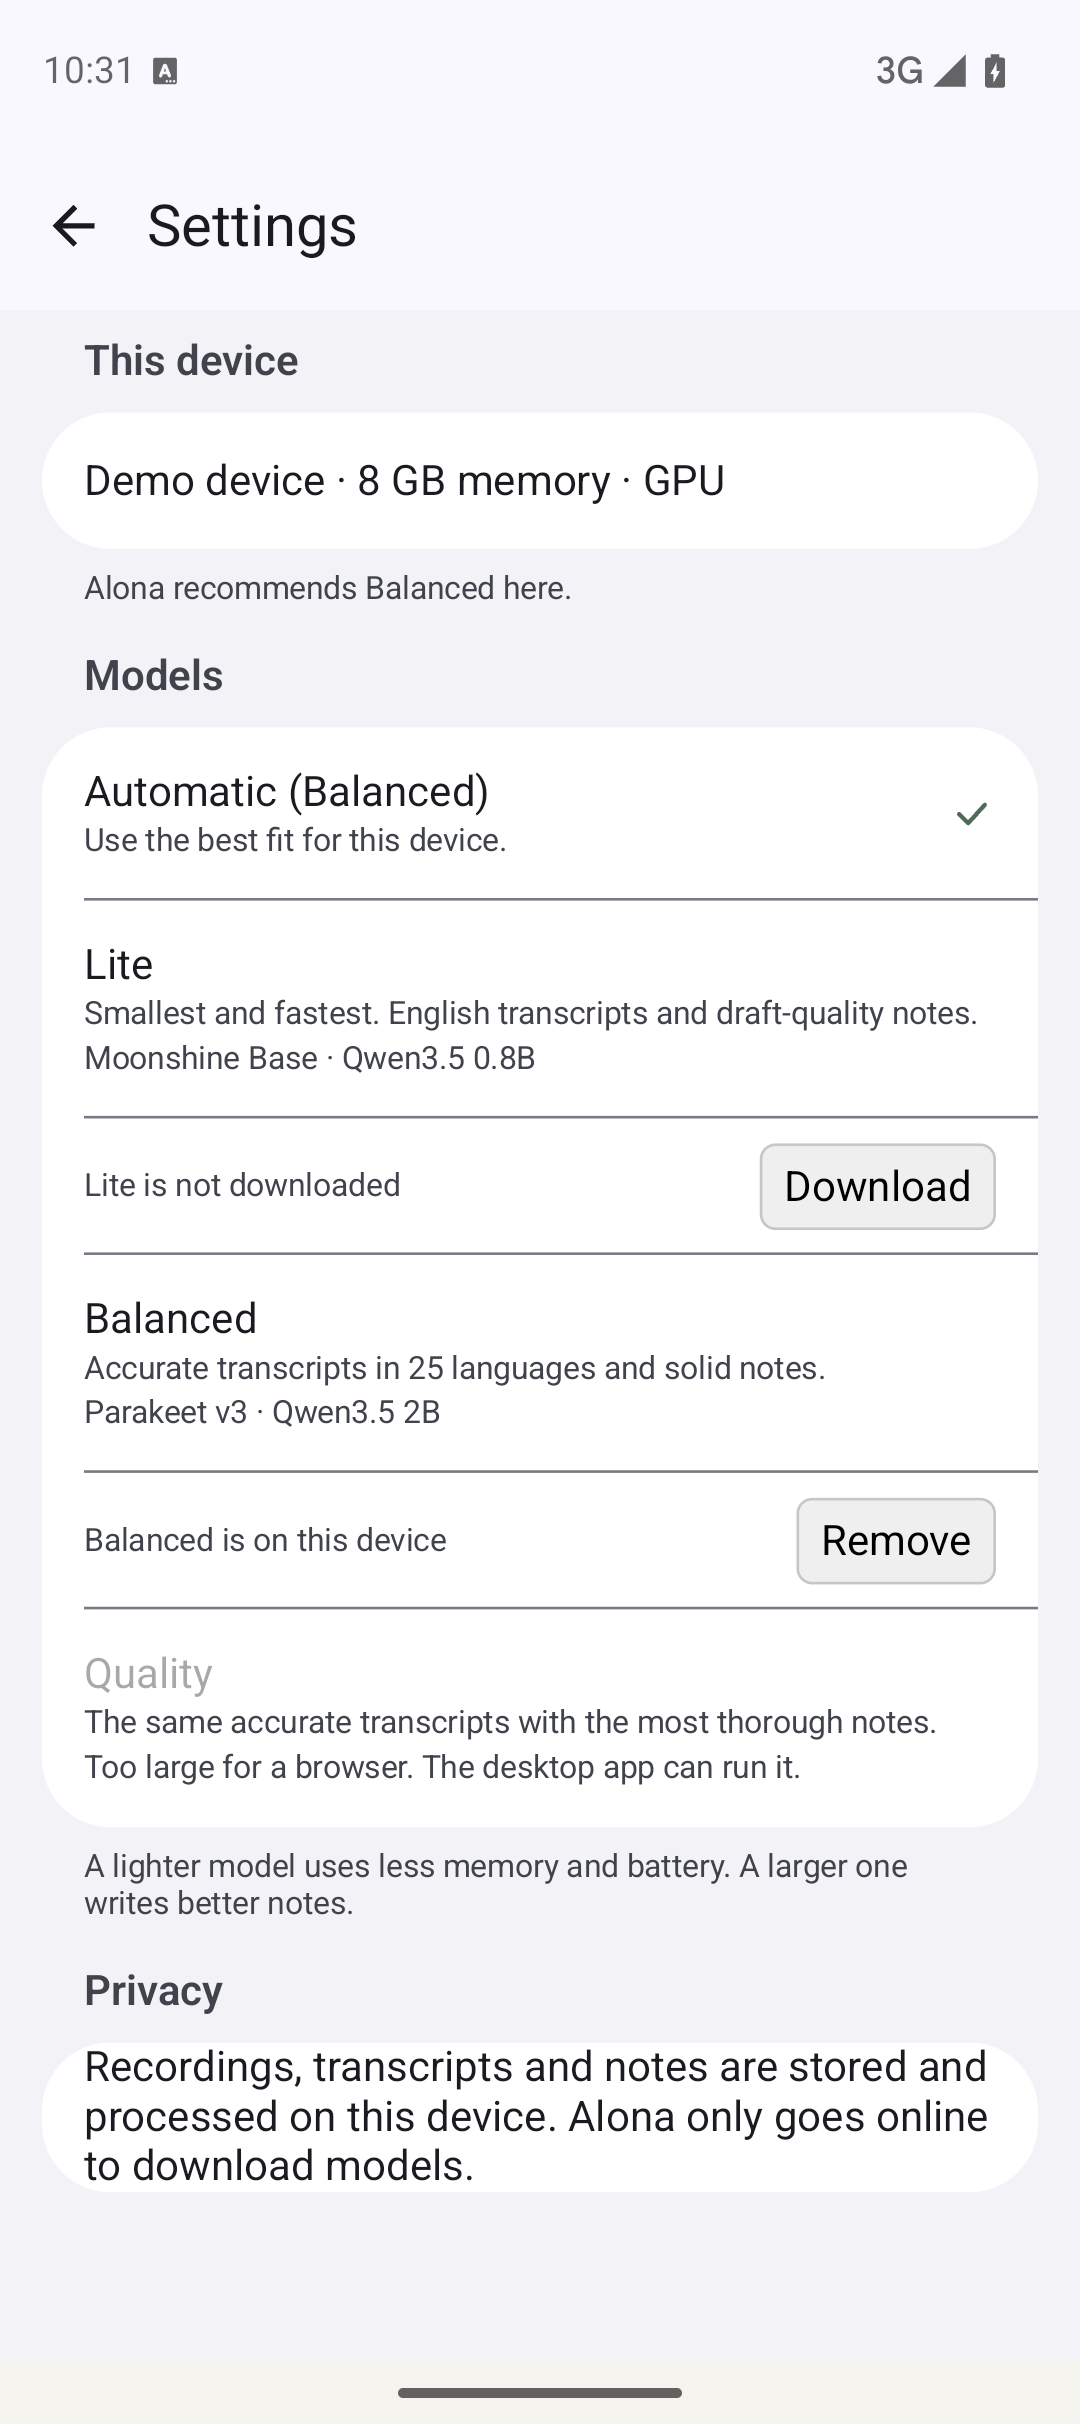 10:31
3G
Settings
This device
Demo device · 8 GB memory · GPU
Alona recommends Balanced here.
Models
Automatic (Balanced)
Use the best fit for this device.
Lite
Smallest and fastest. English transcripts and draft-quality notes.
Moonshine Base · Qwen3.5 0.8B
Lite is not downloaded
Download
Balanced
Accurate transcripts in 25 languages and solid notes.
Parakeet v3 · Qwen3.5 2B
Balanced is on this device
Remove
Quality
The same accurate transcripts with the most thorough notes.
Too large for a browser. The desktop app can run it.
A lighter model uses less memory and battery. A larger one
writes better notes.
Privacy
Recordings, transcripts and notes are stored and
processed on this device. Alona only goes online
to download models.